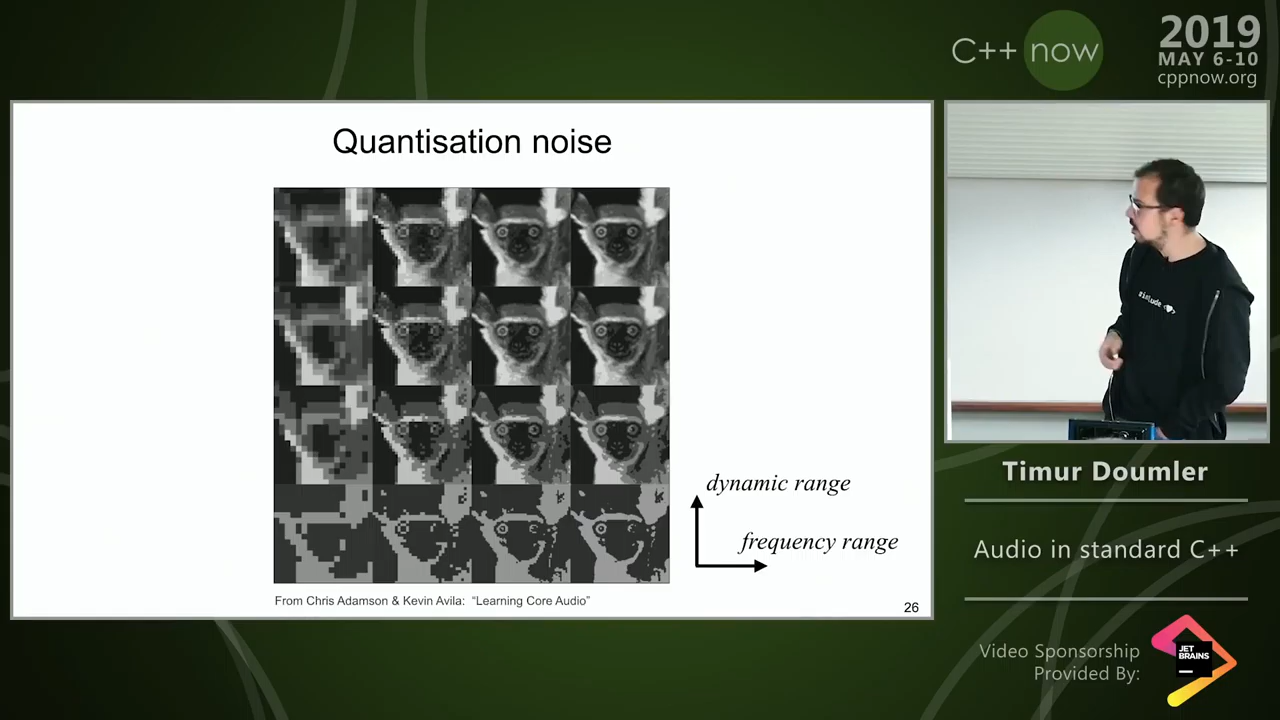 C++ now
2019
MAY 6-10
cppnow.org
Quantisation noise
dynamic range
frequency range
From Chris Adamson & Kevin Avila: “Learning Core Audio”
26
Timur Doumler
Audio in standard C++
Video Sponsorship
Provided By:
JET
BRAINS